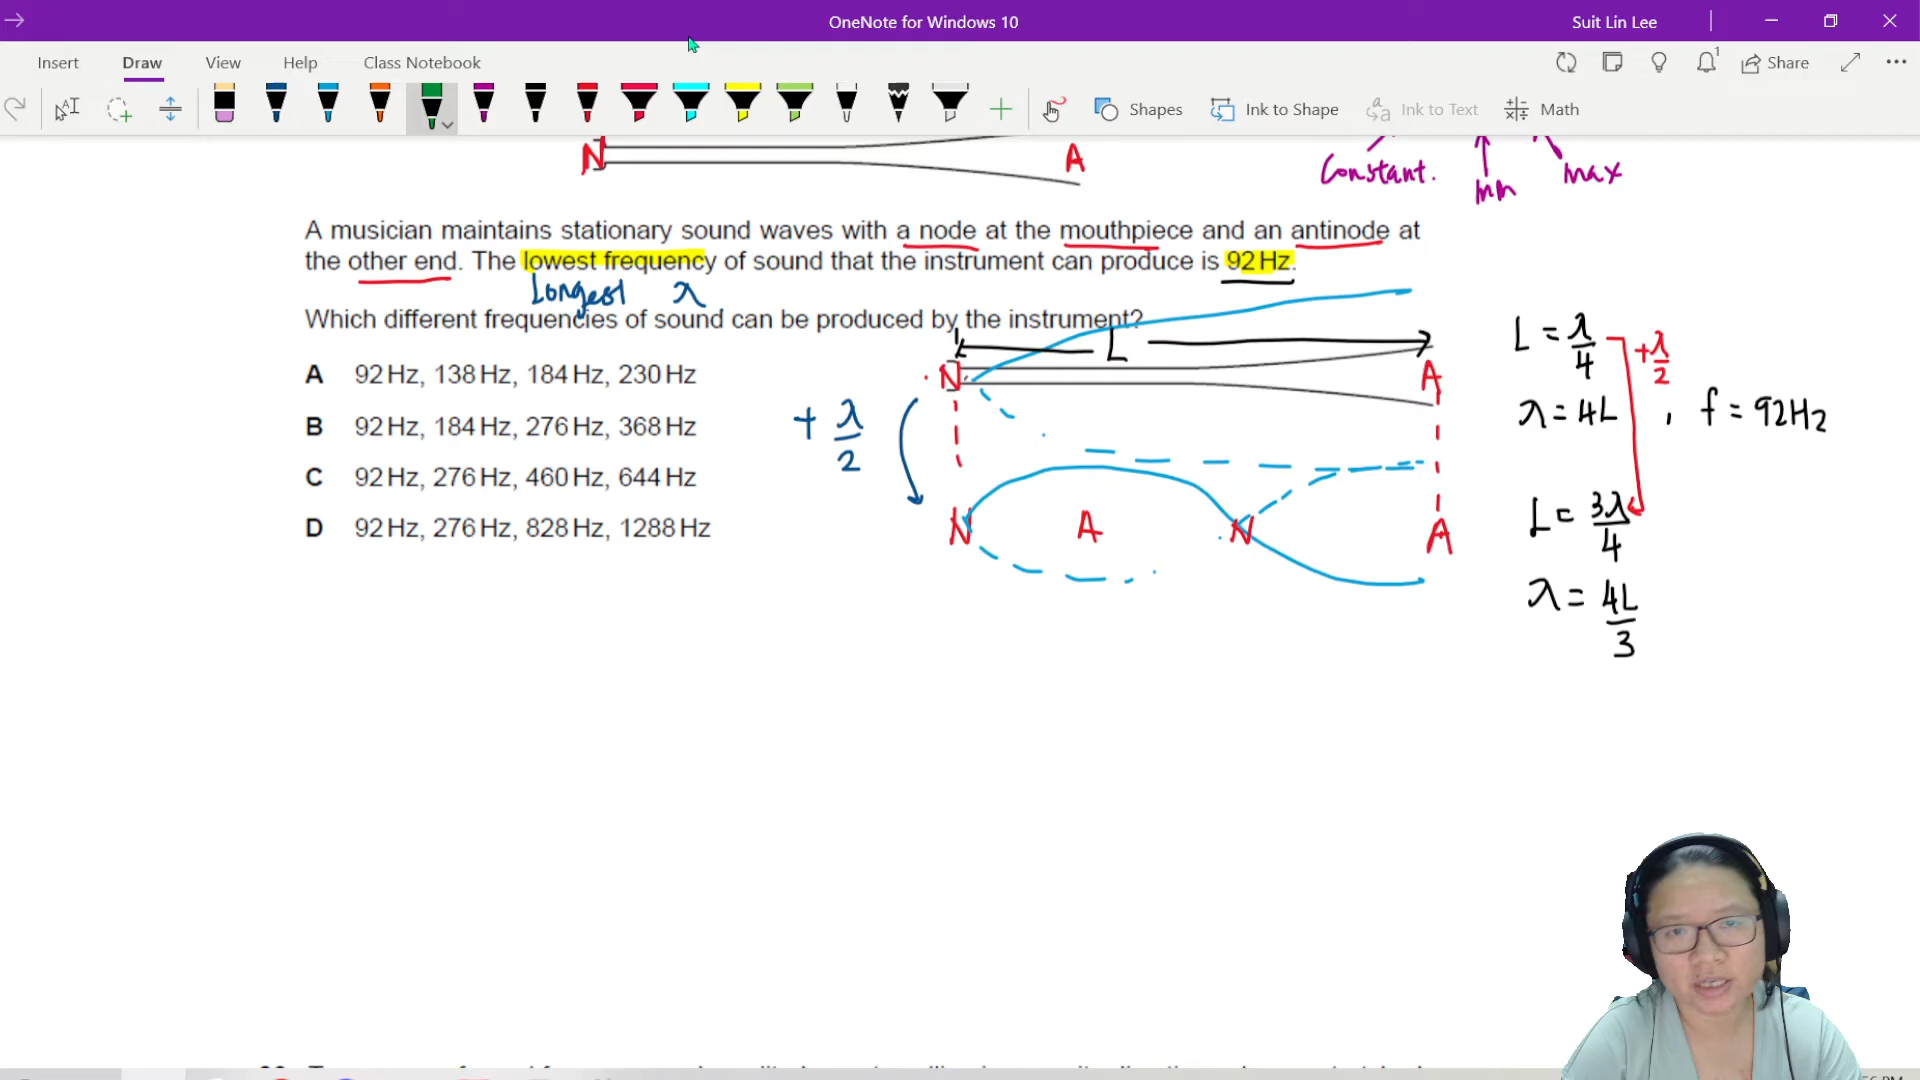 OneNote for Windows 10
Suit Lin Lee
Insert Draw View Help Class Notebook
Share
Shapes Ink to Shape Ink to Text Math
N A
Constant. min max
A musician maintains stationary sound waves with a node at the mouthpiece and an antinode at
the other end. The lowest frequency of sound that the instrument can produce is 92 Hz.
Longest λ
Which different frequencies of sound can be produced by the instrument?
A 92 Hz, 138 Hz, 184 Hz, 230 Hz
B 92 Hz, 184 Hz, 276 Hz, 368 Hz
C 92 Hz, 276 Hz, 460 Hz, 644 Hz
D 92 Hz, 276 Hz, 828 Hz, 1288 Hz
L
N A
+ λ/2
N A N A
L = λ/4
+ λ/2
λ = 4L , f = 92Hz
L = 3λ/4
λ = 4L/3